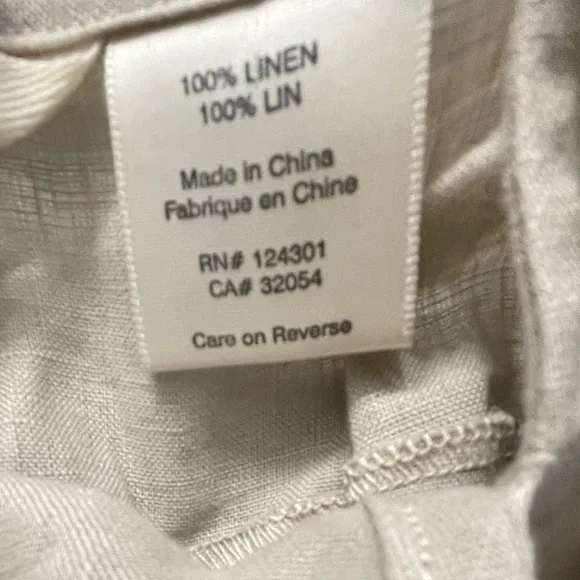 100% LINEN
100% LIN
Made in China
Fabrique en Chine
RN# 124301
CA# 32054
Care on Reverse